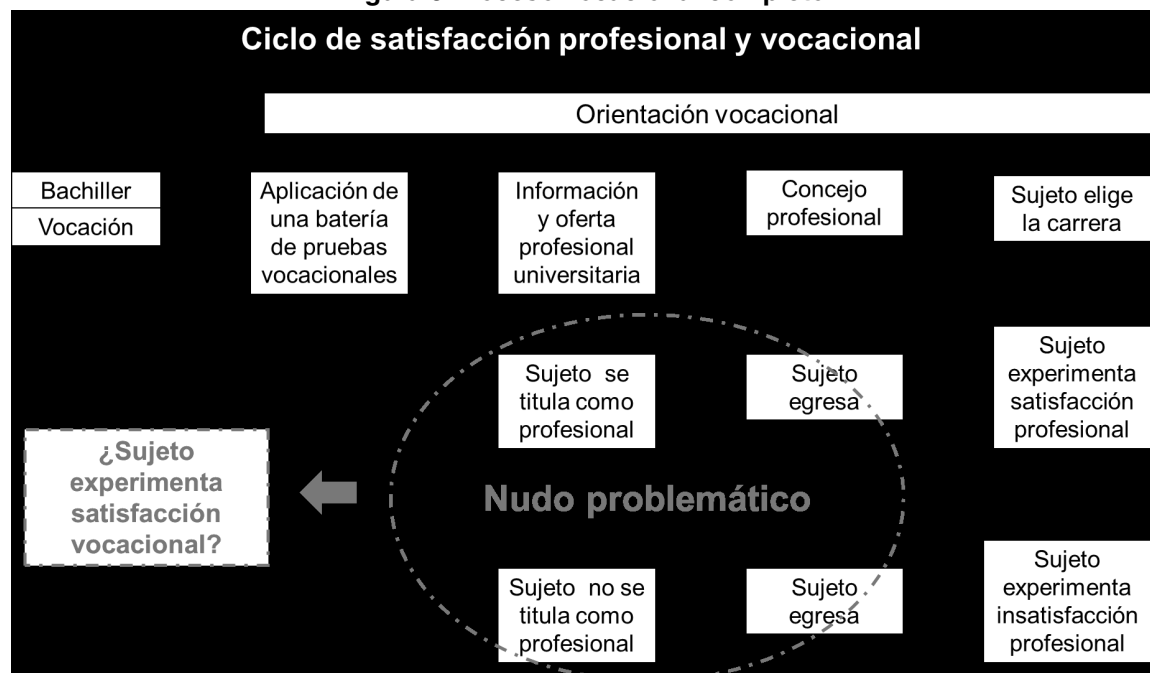 Ciclo de satisfacción profesional y vocacional
Orientación vocacional
Bachiller
Vocación
Aplicación de
una batería
de pruebas
vocacionales
Información
y oferta
profesional
universitaria
Concejo
profesional
Sujeto elige
la carrera
Sujeto se
titula como
profesional
Sujeto
egresa
Sujeto
experimenta
satisfacción
profesional
¿Sujeto
experimenta
satisfacción
vocacional?
Nudo problemático
Sujeto no se
titula como
profesional
Sujeto
egresa
Sujeto
experimenta
insatisfacción
profesional